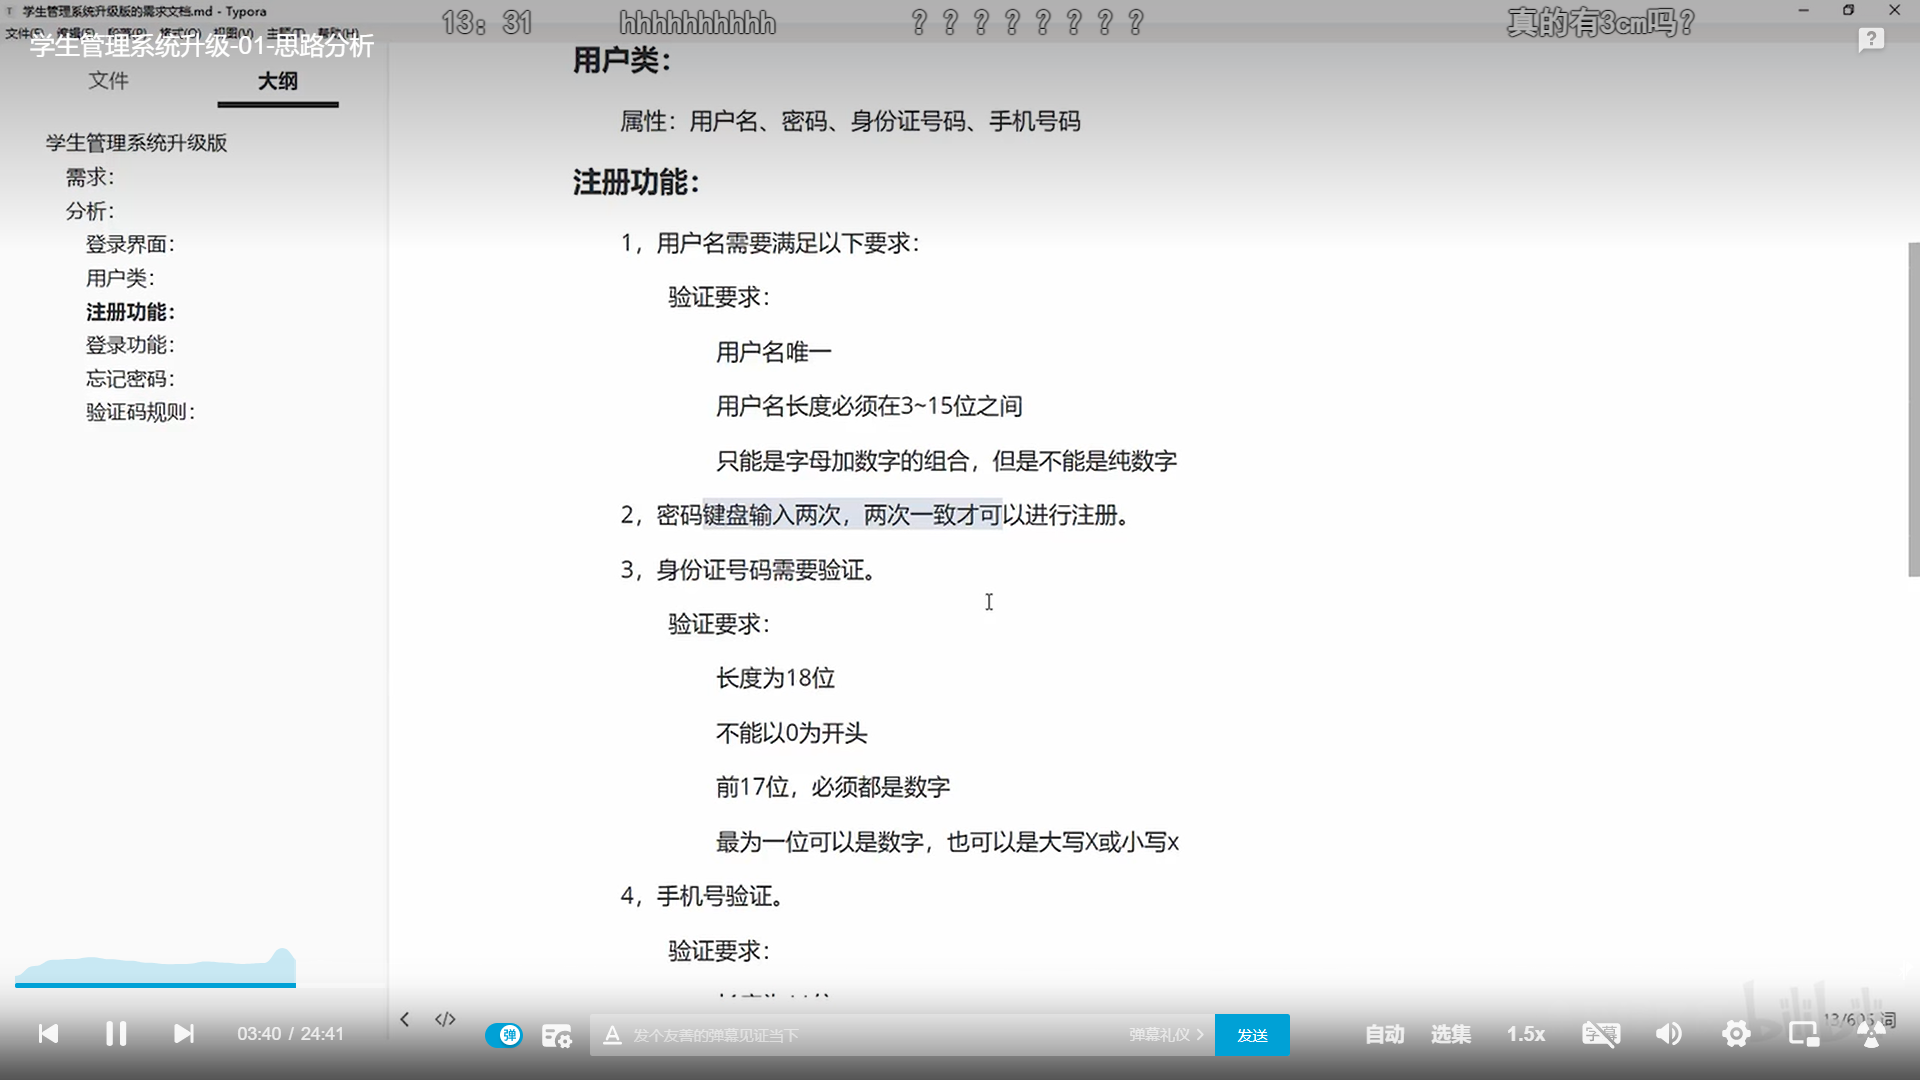 学生管理系统升级版的需求文档.md - Typora
13：31
hhhhhhhhhhh
？？？？？？？？
真的有3cm吗？
学生管理系统升级-01-思路分析
文件
大纲
学生管理系统升级版
需求：
分析：
登录界面：
用户类：
注册功能：
登录功能：
忘记密码：
验证码规则：
用户类：
属性：用户名、密码、身份证号码、手机号码
注册功能：
1，用户名需要满足以下要求：
验证要求：
用户名唯一
用户名长度必须在3~15位之间
只能是字母加数字的组合，但是不能是纯数字
2，密码键盘输入两次，两次一致才可以进行注册。
3，身份证号码需要验证。
验证要求：
长度为18位
不能以0为开头
前17位，必须都是数字
最为一位可以是数字，也可以是大写X或小写x
4，手机号验证。
验证要求：
03:40 / 24:41
弹
发个友善的弹幕见证当下
弹幕礼仪
发送
自动
选集
1.5x
字幕
bilibili